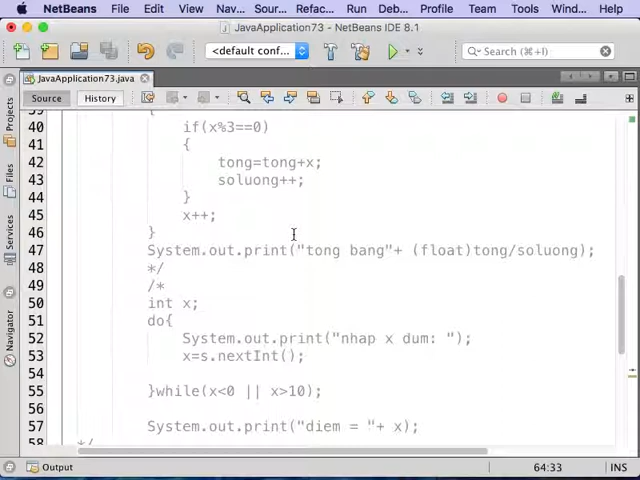 NetBeans File Edit View Nav... Sour... Refac... Run Debug Profile Team Tools Window Help
JavaApplication73 - NetBeans IDE 8.1
<default conf...
Search (⌘+I)
JavaApplication73.java
Source History
Projects
Files
Services
Navigator
{
40 if(x%3==0)
41 {
42 tong=tong+x;
43 soluong++;
44 }
45 x++;
46 }
47 System.out.print("tong bang"+ (float)tong/soluong);
48 */
49 /*
50 int x;
51 do{
52 System.out.print("nhap x dum: ");
53 x=s.nextInt();
54
55 }while(x<0 || x>10);
56
57 System.out.print("diem = "+ x);
58 */
Output 64:33 INS